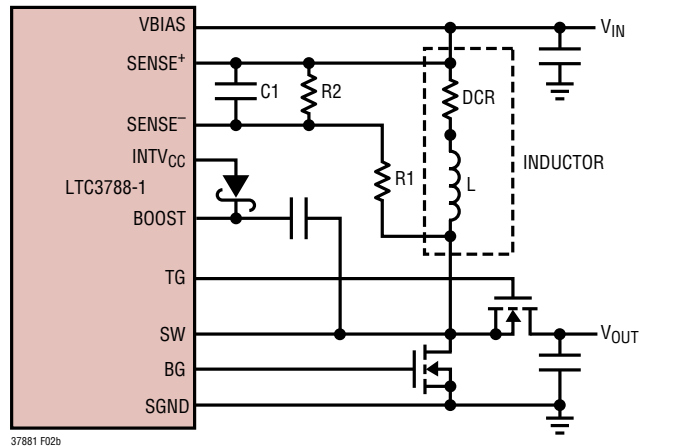 VBIAS
V_IN
SENSE⁺
C1
R2
DCR
SENSE⁻
INTV_CC
R1
L
INDUCTOR
LTC3788-1
BOOST
TG
SW
V_OUT
BG
SGND
37881 F02b